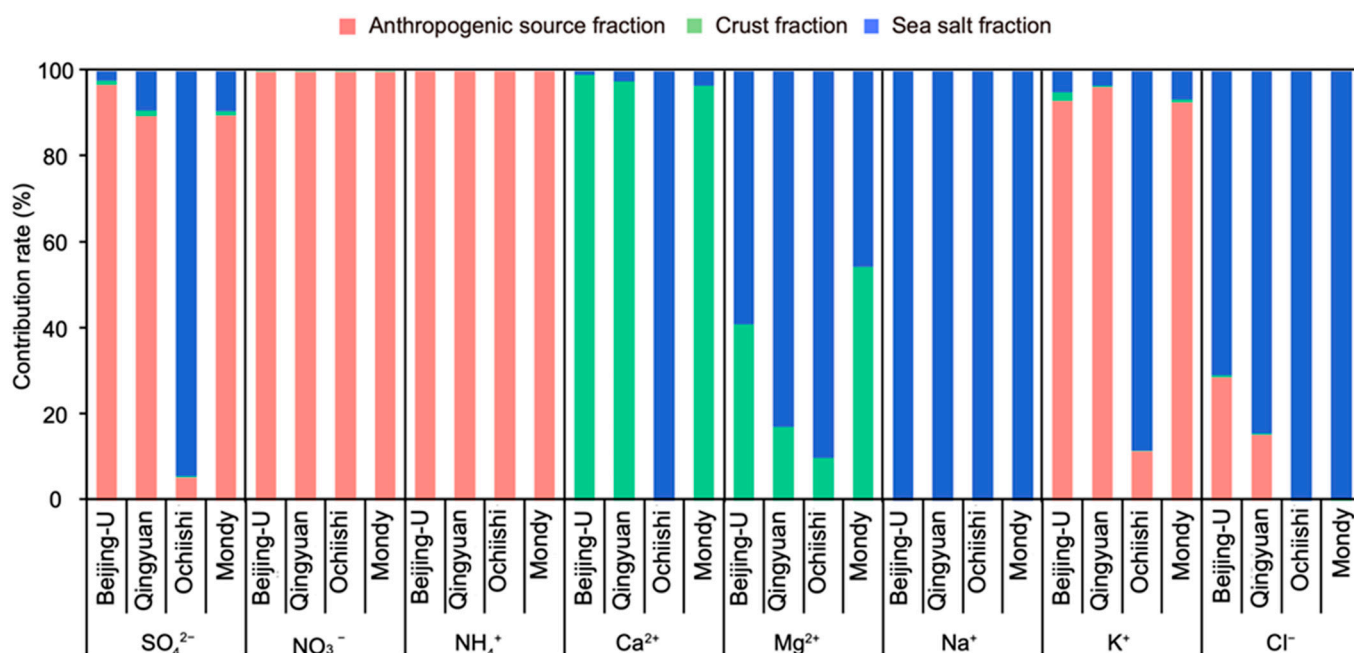 Anthropogenic source fraction Crust fraction Sea salt fraction
Contribution rate (%)
100
80
60
40
20
0
Beijing-U Qingyuan Ochiishi Mondy Beijing-U Qingyuan Ochiishi Mondy Beijing-U Qingyuan Ochiishi Mondy Beijing-U Qingyuan Ochiishi Mondy Beijing-U Qingyuan Ochiishi Mondy Beijing-U Qingyuan Ochiishi Mondy Beijing-U Qingyuan Ochiishi Mondy Beijing-U Qingyuan Ochiishi Mondy
SO₄²⁻ NO₃⁻ NH₄⁺ Ca²⁺ Mg²⁺ Na⁺ K⁺ Cl⁻